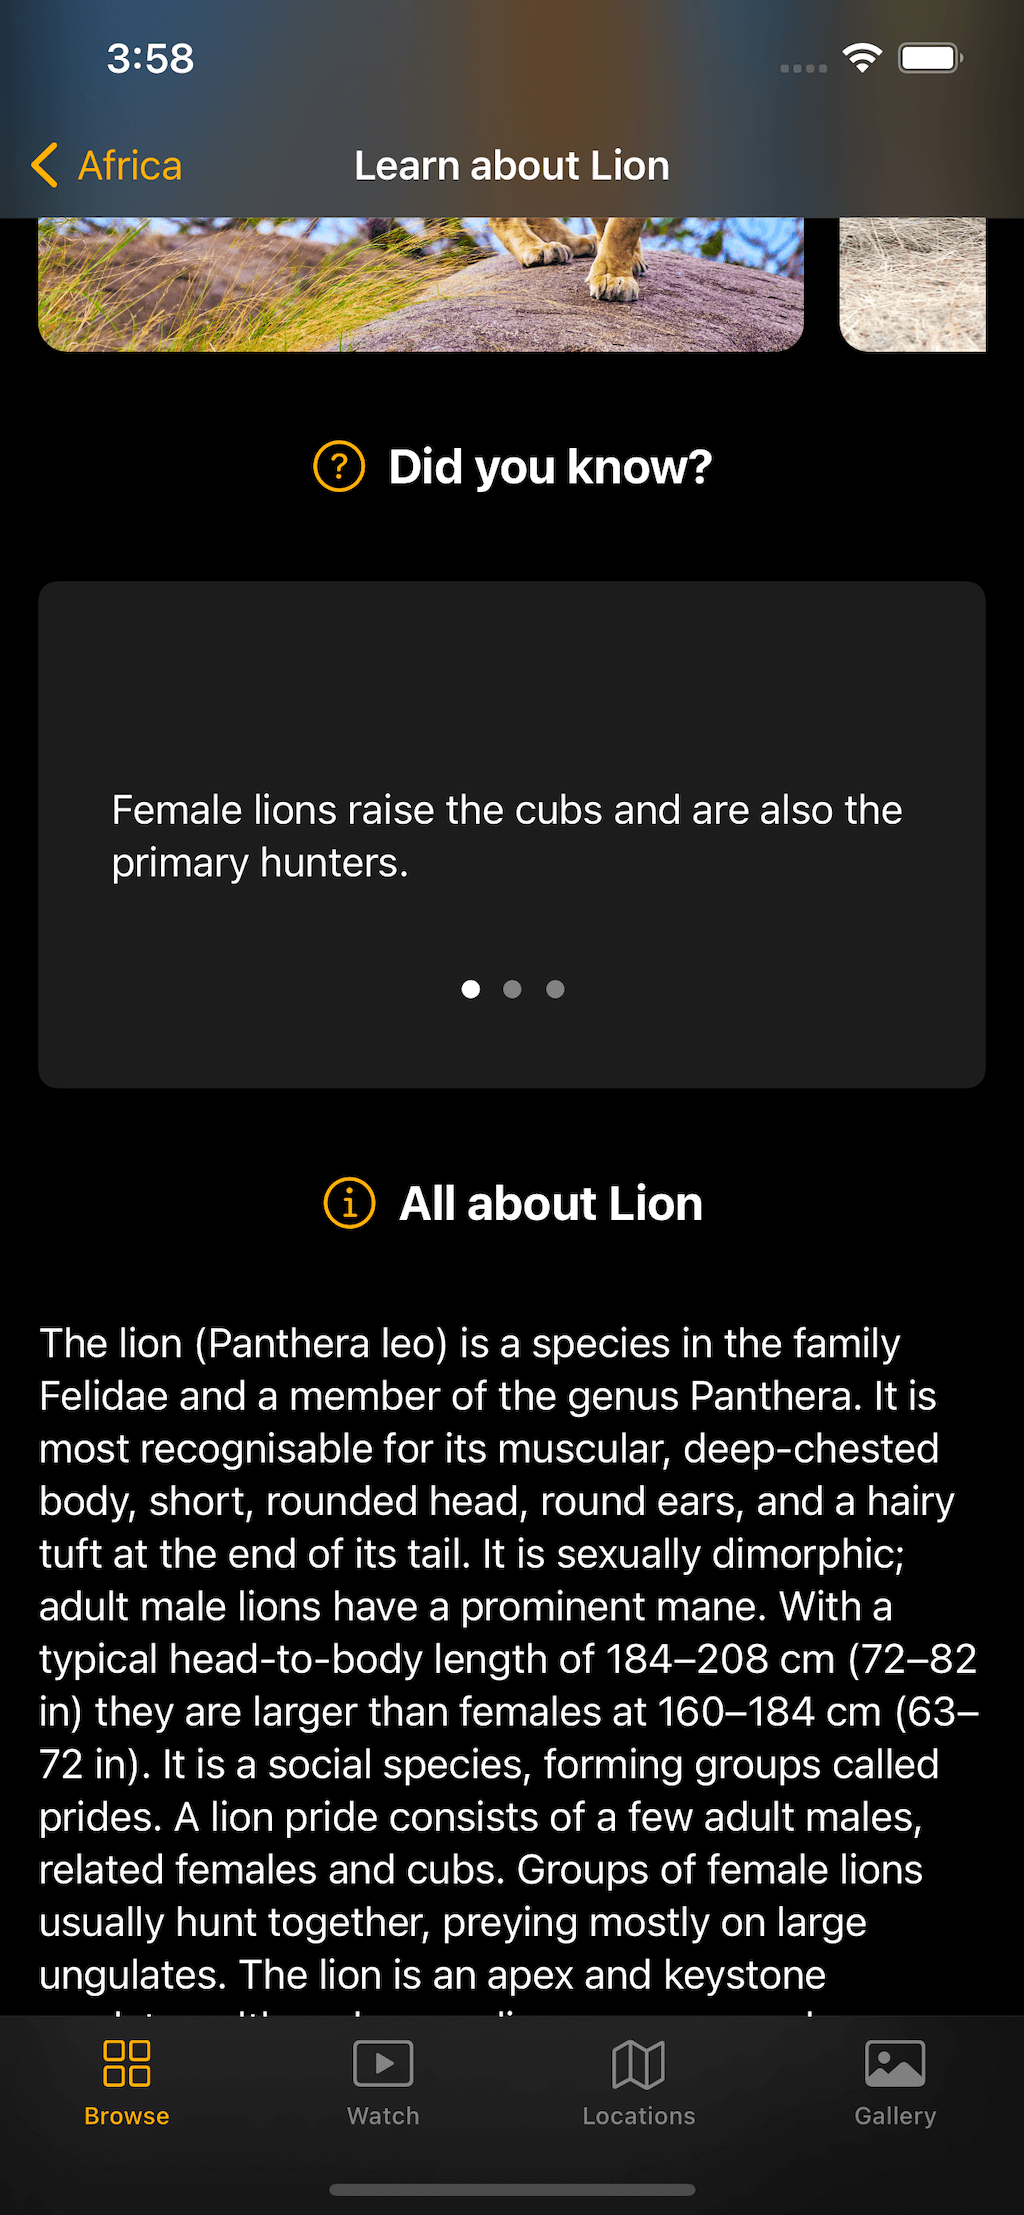 3:58
Africa
Learn about Lion
Did you know?
Female lions raise the cubs and are also the
primary hunters.
All about Lion
The lion (Panthera leo) is a species in the family
Felidae and a member of the genus Panthera. It is
most recognisable for its muscular, deep-chested
body, short, rounded head, round ears, and a hairy
tuft at the end of its tail. It is sexually dimorphic;
adult male lions have a prominent mane. With a
typical head-to-body length of 184–208 cm (72–82
in) they are larger than females at 160–184 cm (63–
72 in). It is a social species, forming groups called
prides. A lion pride consists of a few adult males,
related females and cubs. Groups of female lions
usually hunt together, preying mostly on large
ungulates. The lion is an apex and keystone
Browse
Watch
Locations
Gallery